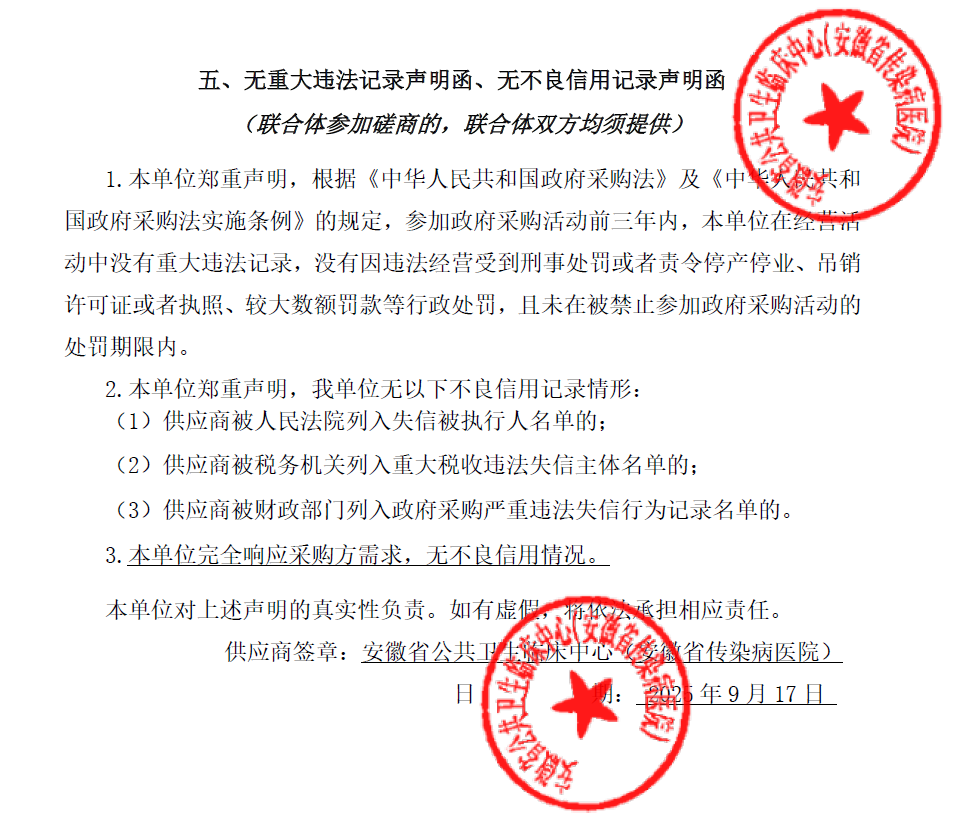 五、无重大违法记录声明函、无不良信用记录声明函
（联合体参加磋商的，联合体双方均须提供）
1.本单位郑重声明，根据《中华人民共和国政府采购法》及《中华人民共和
国政府采购法实施条例》的规定，参加政府采购活动前三年内，本单位在经营活
动中没有重大违法记录，没有因违法经营受到刑事处罚或者责令停产停业、吊销
许可证或者执照、较大数额罚款等行政处罚，且未在被禁止参加政府采购活动的
处罚期限内。
2.本单位郑重声明，我单位无以下不良信用记录情形：
（1）供应商被人民法院列入失信被执行人名单的；
（2）供应商被税务机关列入重大税收违法失信主体名单的；
（3）供应商被财政部门列入政府采购严重违法失信行为记录名单的。
3.本单位完全响应采购方需求，无不良信用情况。
本单位对上述声明的真实性负责。如有虚假，将依法承担相应责任。
供应商签章：安徽省公共卫生临床中心（安徽省传染病医院）
日 期：2025年9月17日
安徽省公共卫生临床中心(安徽省传染病医院)
安徽省公共卫生临床中心(安徽省传染病医院)